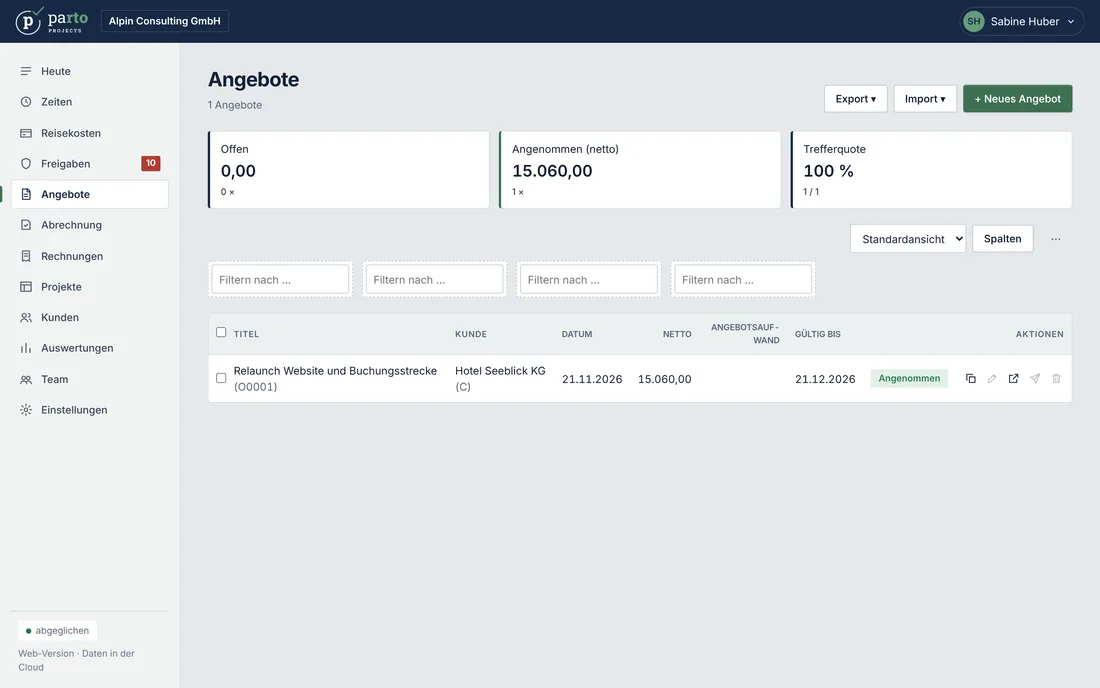 parto
PROJECTS
Alpin Consulting GmbH
SH Sabine Huber
Heute
Zeiten
Reisekosten
Freigaben 10
Angebote
Abrechnung
Rechnungen
Projekte
Kunden
Auswertungen
Team
Einstellungen
abgeglichen
Web-Version · Daten in der
Cloud
Angebote
1 Angebote
Export ▾ Import ▾ + Neues Angebot
Offen
0,00
0 ×
Angenommen (netto)
15.060,00
1 ×
Trefferquote
100 %
1 / 1
Standardansicht Spalten ...
Filtern nach ... Filtern nach ... Filtern nach ... Filtern nach ...
TITEL KUNDE DATUM NETTO ANGEBOTSAUF-
WAND GÜLTIG BIS AKTIONEN
Relaunch Website und Buchungsstrecke
(O0001)
Hotel Seeblick KG
(C)
21.11.2026 15.060,00 21.12.2026 Angenommen